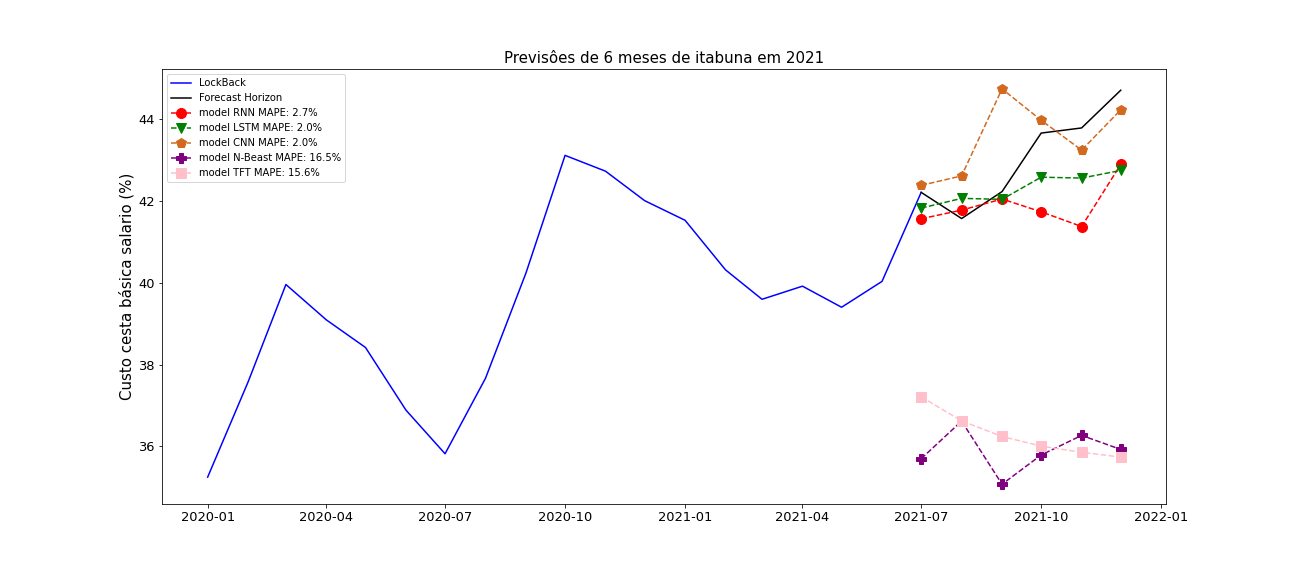 Previsões de 6 meses de itabuna em 2021
LockBack
Forecast Horizon
model RNN MAPE: 2.7%
model LSTM MAPE: 2.0%
model CNN MAPE: 2.0%
model N-Beast MAPE: 16.5%
model TFT MAPE: 15.6%
Custo cesta básica salario (%)
44
42
40
38
36
2020-01
2020-04
2020-07
2020-10
2021-01
2021-04
2021-07
2021-10
2022-01